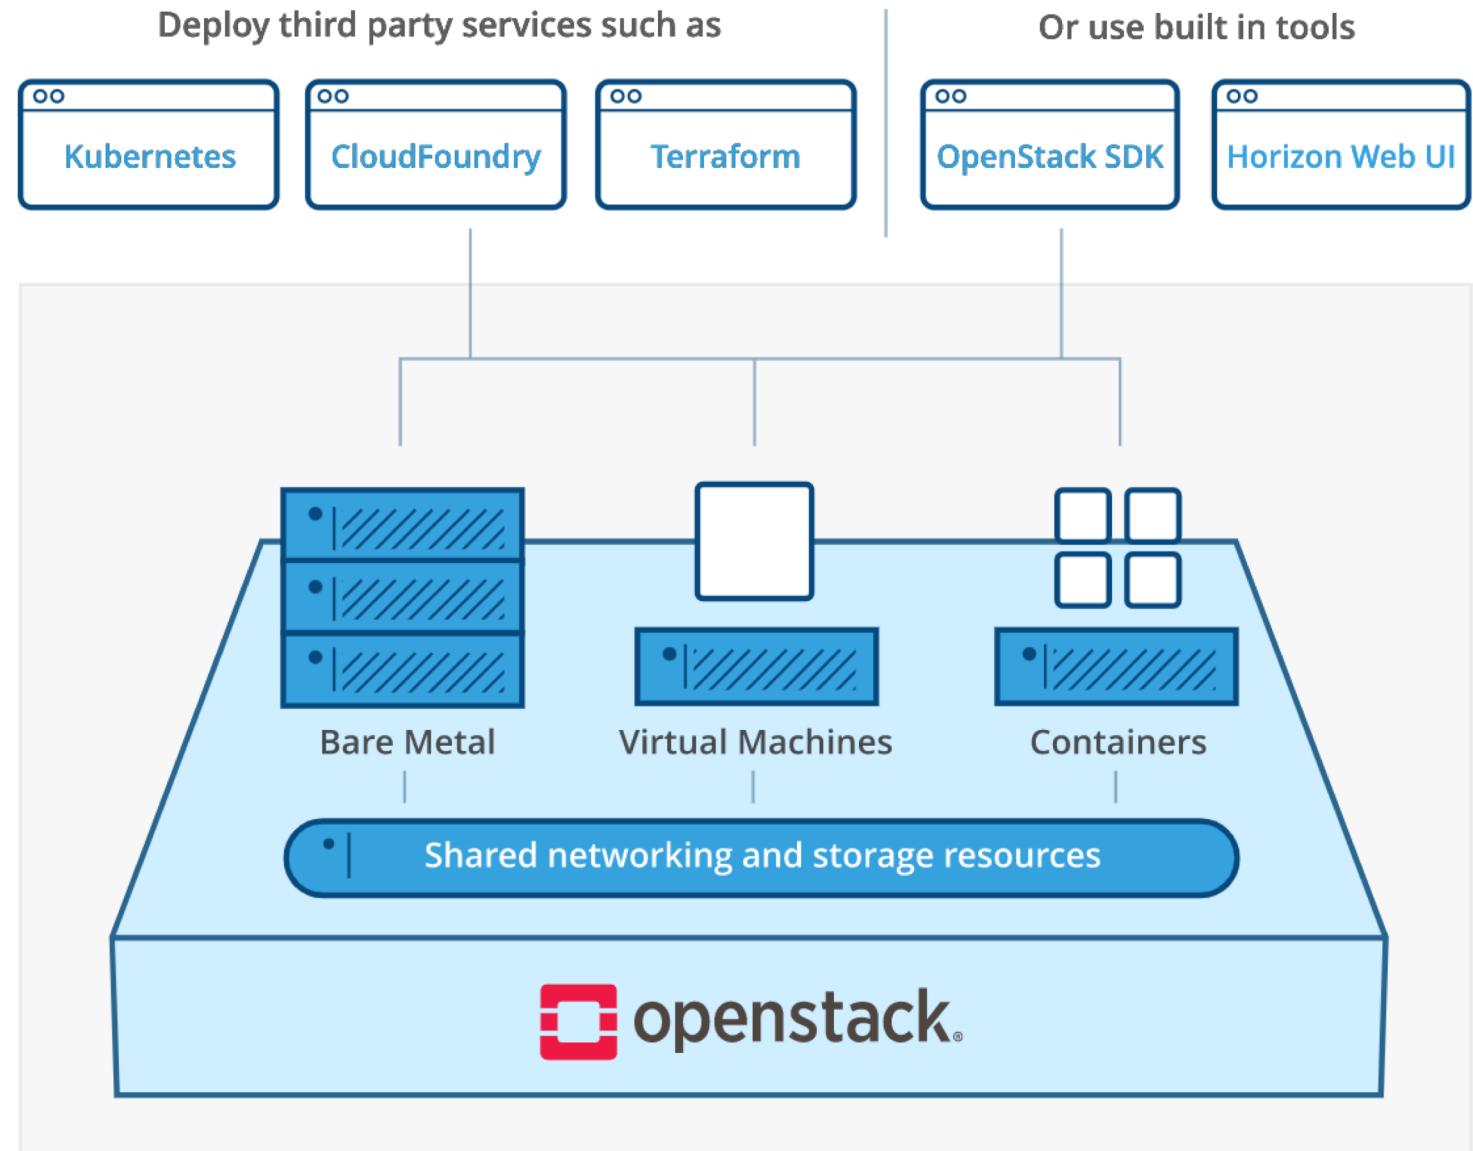 Deploy third party services such as
Or use built in tools
Kubernetes
CloudFoundry
Terraform
OpenStack SDK
Horizon Web UI
Bare Metal
Virtual Machines
Containers
Shared networking and storage resources
openstack®